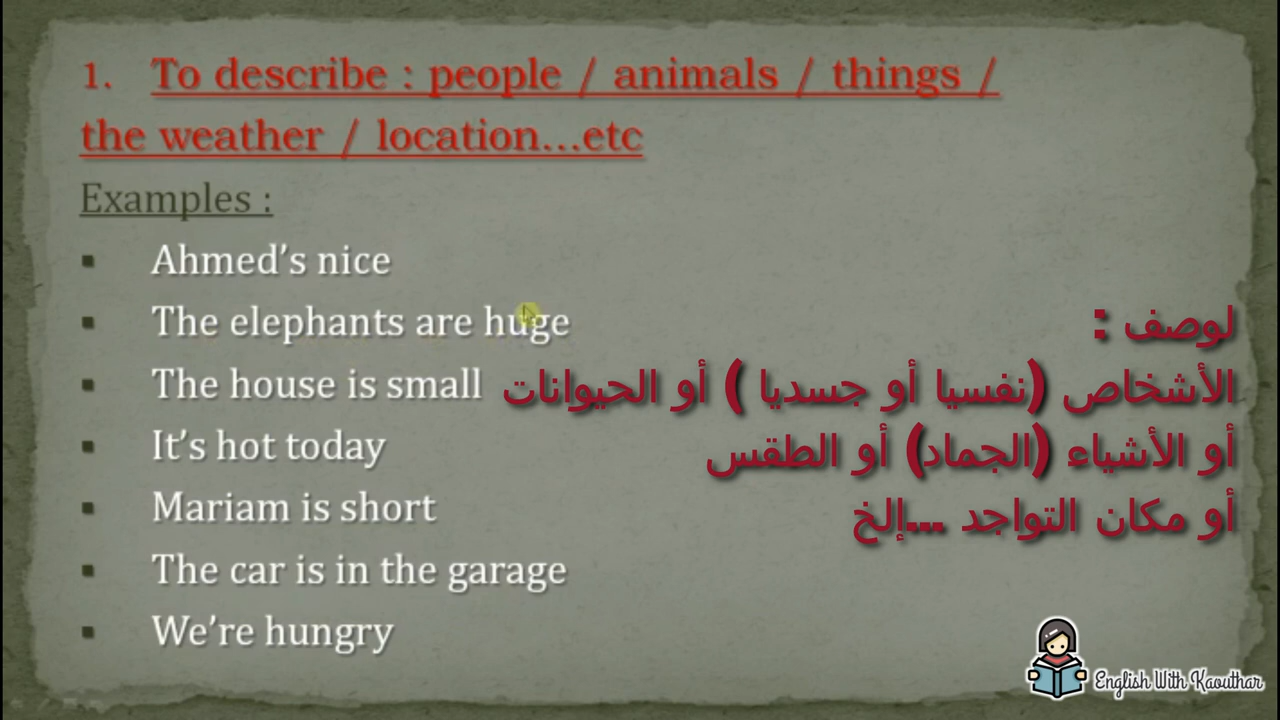 1. To describe : people / animals / things /
the weather / location...etc
Examples :
▪ Ahmed’s nice
▪ The elephants are huge
▪ The house is small
▪ It’s hot today
▪ Mariam is short
▪ The car is in the garage
▪ We’re hungry
لوصف :
الأشخاص (نفسيا أو جسديا ) أو الحيوانات
أو الأشياء (الجماد) أو الطقس
أو مكان التواجد ...إلخ
English With Kaouthar